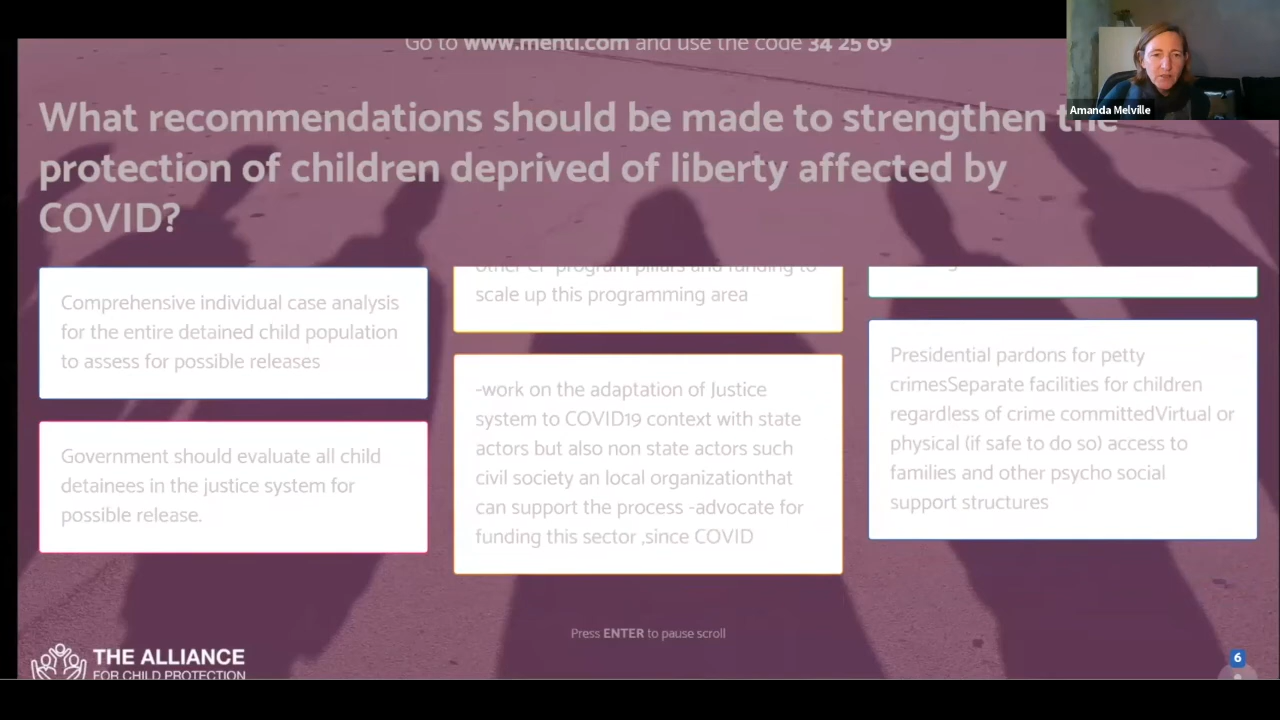 Go to www.menti.com and use the code 34 25 69
Amanda Melville
What recommendations should be made to strengthen the
protection of children deprived of liberty affected by
COVID?
Comprehensive individual case analysis
for the entire detained child population
to assess for possible releases
Government should evaluate all child
detainees in the justice system for
possible release.
other CP program pillars and funding to
scale up this programming area
-work on the adaptation of Justice
system to COVID19 context with state
actors but also non state actors such
civil society an local organizationthat
can support the process -advocate for
funding this sector ,since COVID
Presidential pardons for petty
crimesSeparate facilities for children
regardless of crime committedVirtual or
physical (if safe to do so) access to
families and other psycho social
support structures
Press ENTER to pause scroll
THE ALLIANCE
FOR CHILD PROTECTION
6